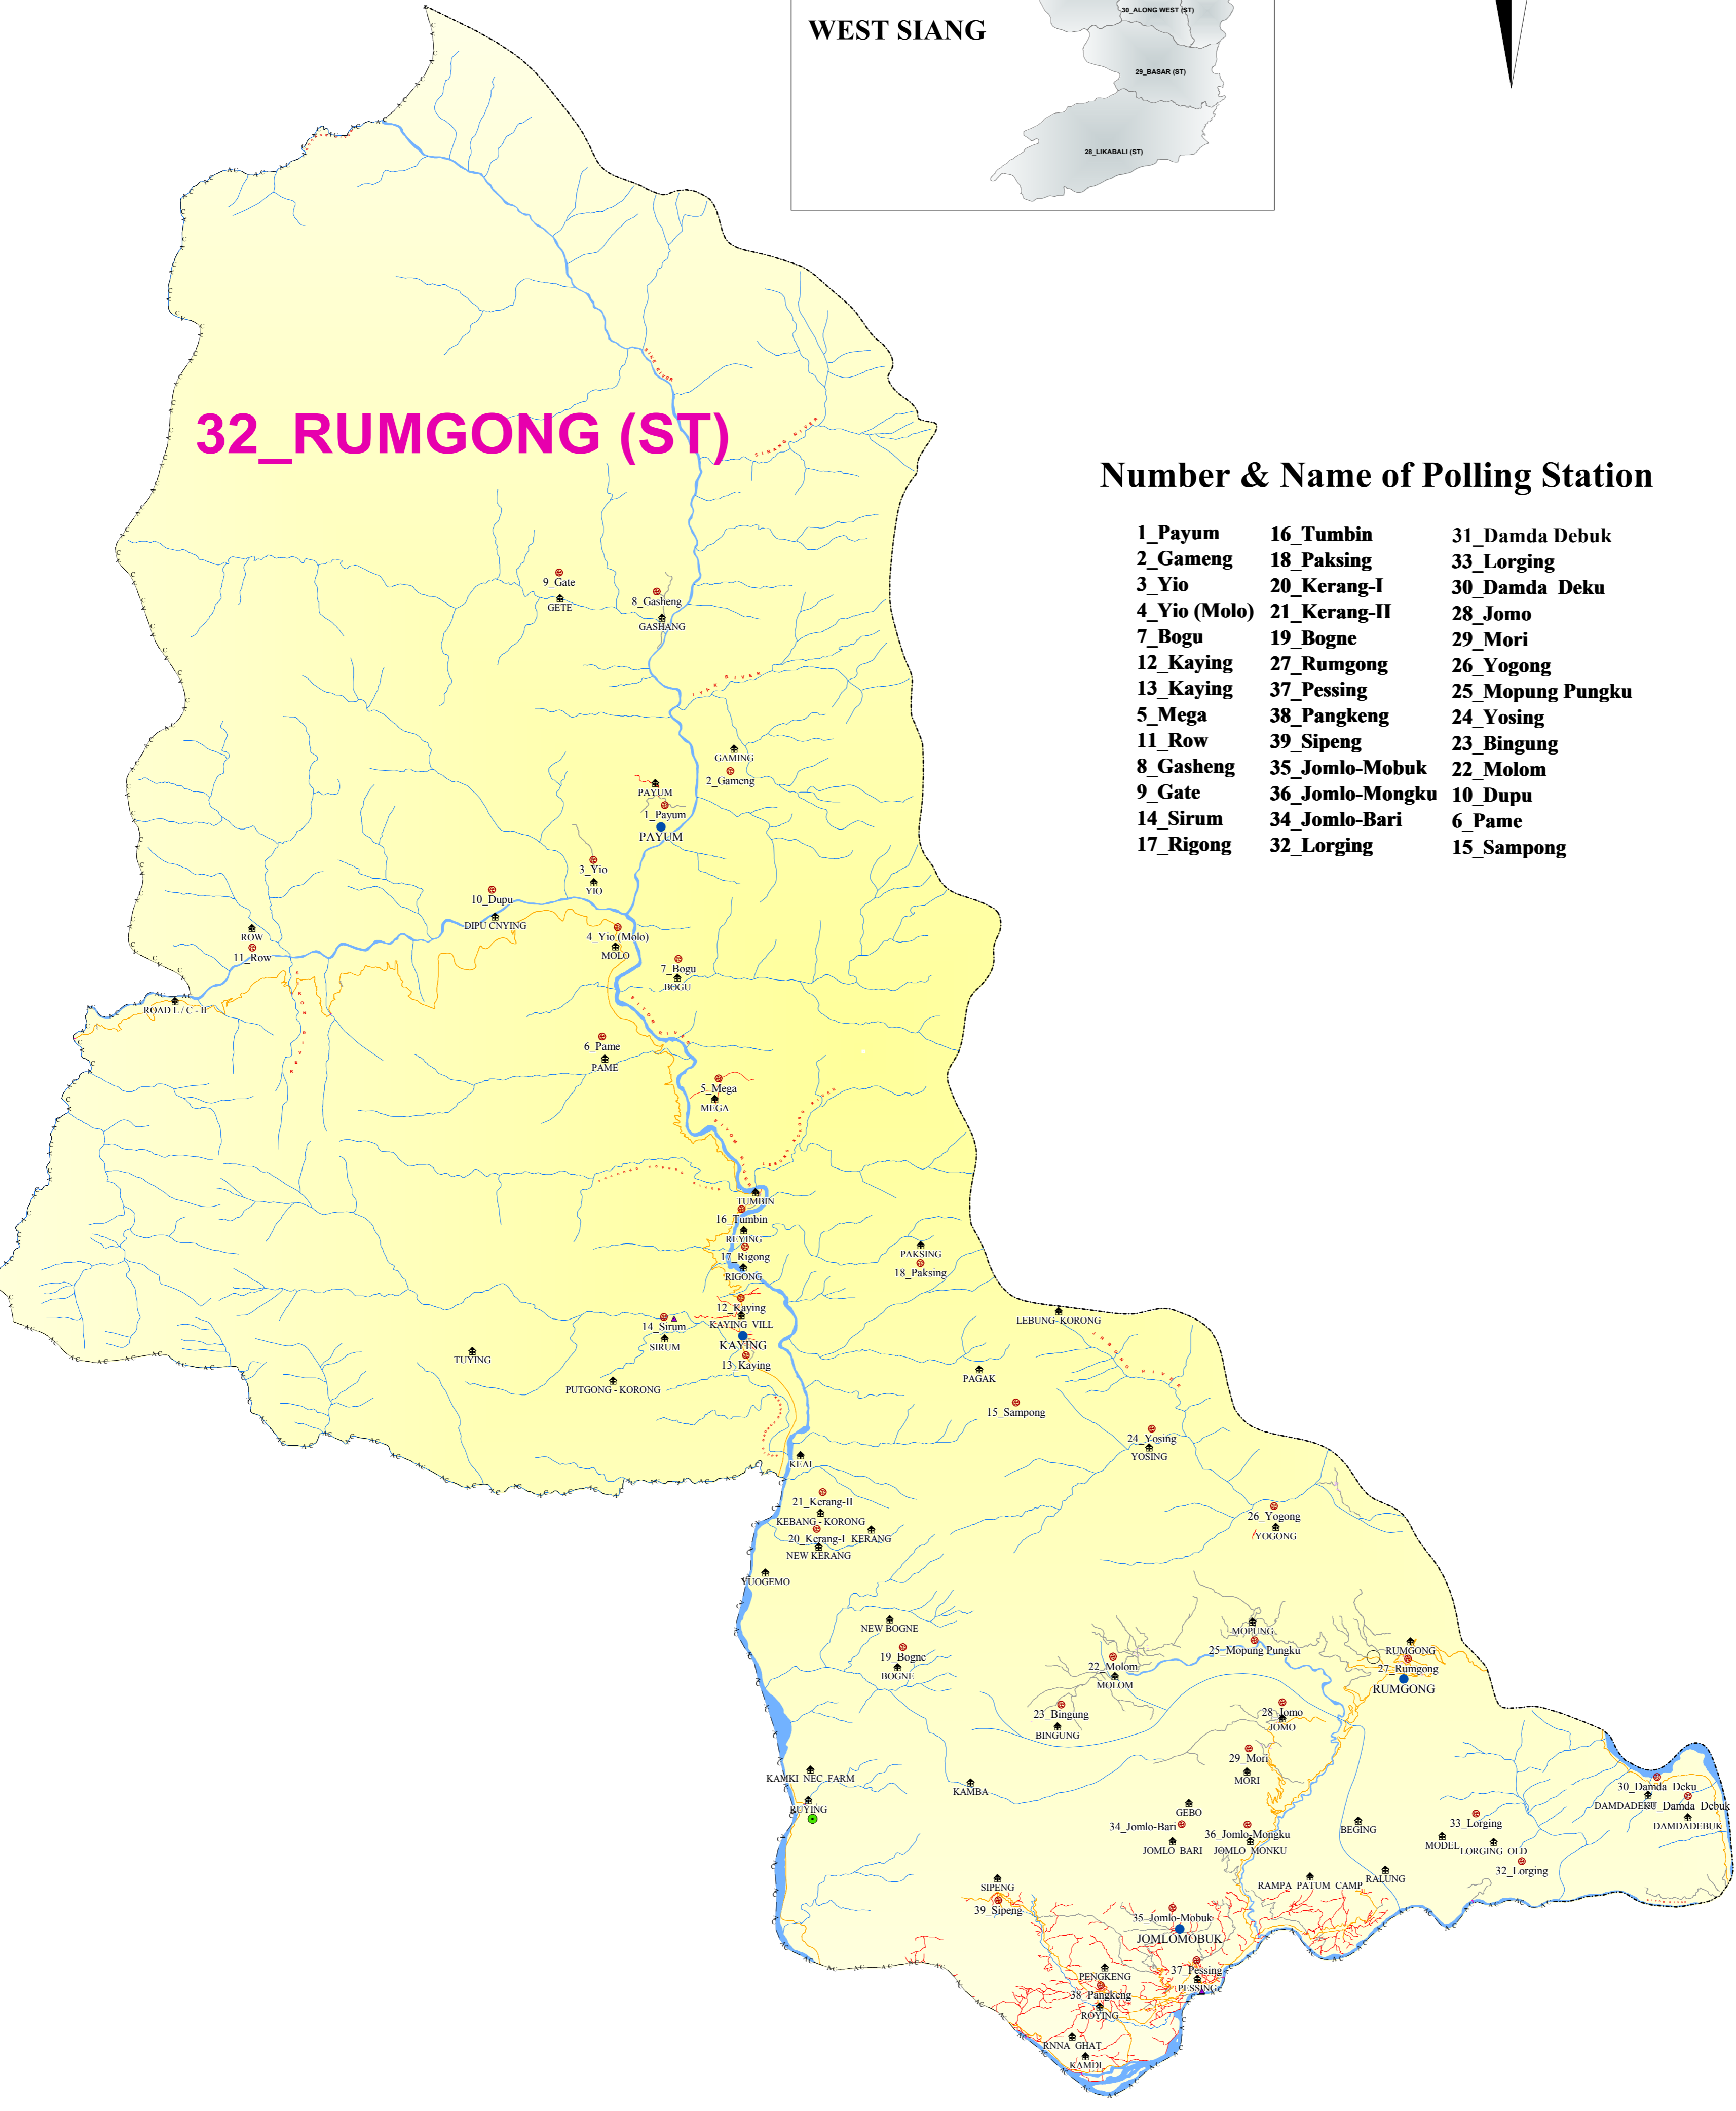 30_ALONG WEST (ST)
WEST SIANG
29_BASAR (ST)
28_LIKABALI (ST)
32_RUMGONG (ST)
Number & Name of Polling Station
1_Payum
2_Gameng
3_Yio
4_Yio (Molo)
7_Bogu
12_Kaying
13_Kaying
5_Mega
11_Row
8_Gasheng
9_Gate
14_Sirum
17_Rigong
16_Tumbin
18_Paksing
20_Kerang-I
21_Kerang-II
19_Bogne
27_Rumgong
37_Pessing
38_Pangkeng
39_Sipeng
35_Jomlo-Mobuk
36_Jomlo-Mongku
34_Jomlo-Bari
32_Lorging
31_Damda Debuk
33_Lorging
30_Damda Deku
28_Jomo
29_Mori
26_Yogong
25_Mopung Pungku
24_Yosing
23_Bingung
22_Molom
10_Dupu
6_Pame
15_Sampong
9_Gate
GETE
8_Gasheng
GASHANG
GAMING
2_Gameng
PAYUM
1_Payum
PAYUM
3_Yio
YIO
10_Dupu
DIPU CNYING
ROW
11_Row
4_Yio (Molo)
MOLO
7_Bogu
BOGU
ROAD L / C - II
6_Pame
PAME
5_Mega
MEGA
TUMBIN
16_Tumbin
REYING
17_Rigong
RIGONG
PAKSING
18_Paksing
12_Kaying
KAYING VILL
KAYING
13_Kaying
14_Sirum
SIRUM
TUYING
PUTGONG - KORONG
LEBUNG KORONG
PAGAK
15_Sampong
24_Yosing
YOSING
KEAI
21_Kerang-II
KEBANG - KORONG
20_Kerang-I
KERANG
NEW KERANG
26_Yogong
YOGONG
YUOGEMO
NEW BOGNE
19_Bogne
BOGNE
MOPUNG
25_Mopung Pungku
22_Molom
MOLOM
RUMGONG
27_Rumgong
RUMGONG
23_Bingung
BINGUNG
28_Jomo
JOMO
29_Mori
MORI
KAMKI NEC FARM
RUYING
KAMBA
GEBO
34_Jomlo-Bari
JOMLO BARI
36_Jomlo-Mongku
JOMLO MONKU
BEGING
30_Damda Deku
DAMDADEKU
31_Damda Debuk
DAMDADEBUK
33_Lorging
MODEL
LORGING OLD
32_Lorging
RALUNG
RAMPA PATUM CAMP
SIPENG
39_Sipeng
35_Jomlo-Mobuk
JOMLOMOBUK
37_Pessing
PESSING
PENGKENG
38_Pangkeng
ROYING
RNNA GHAT
KAMDI